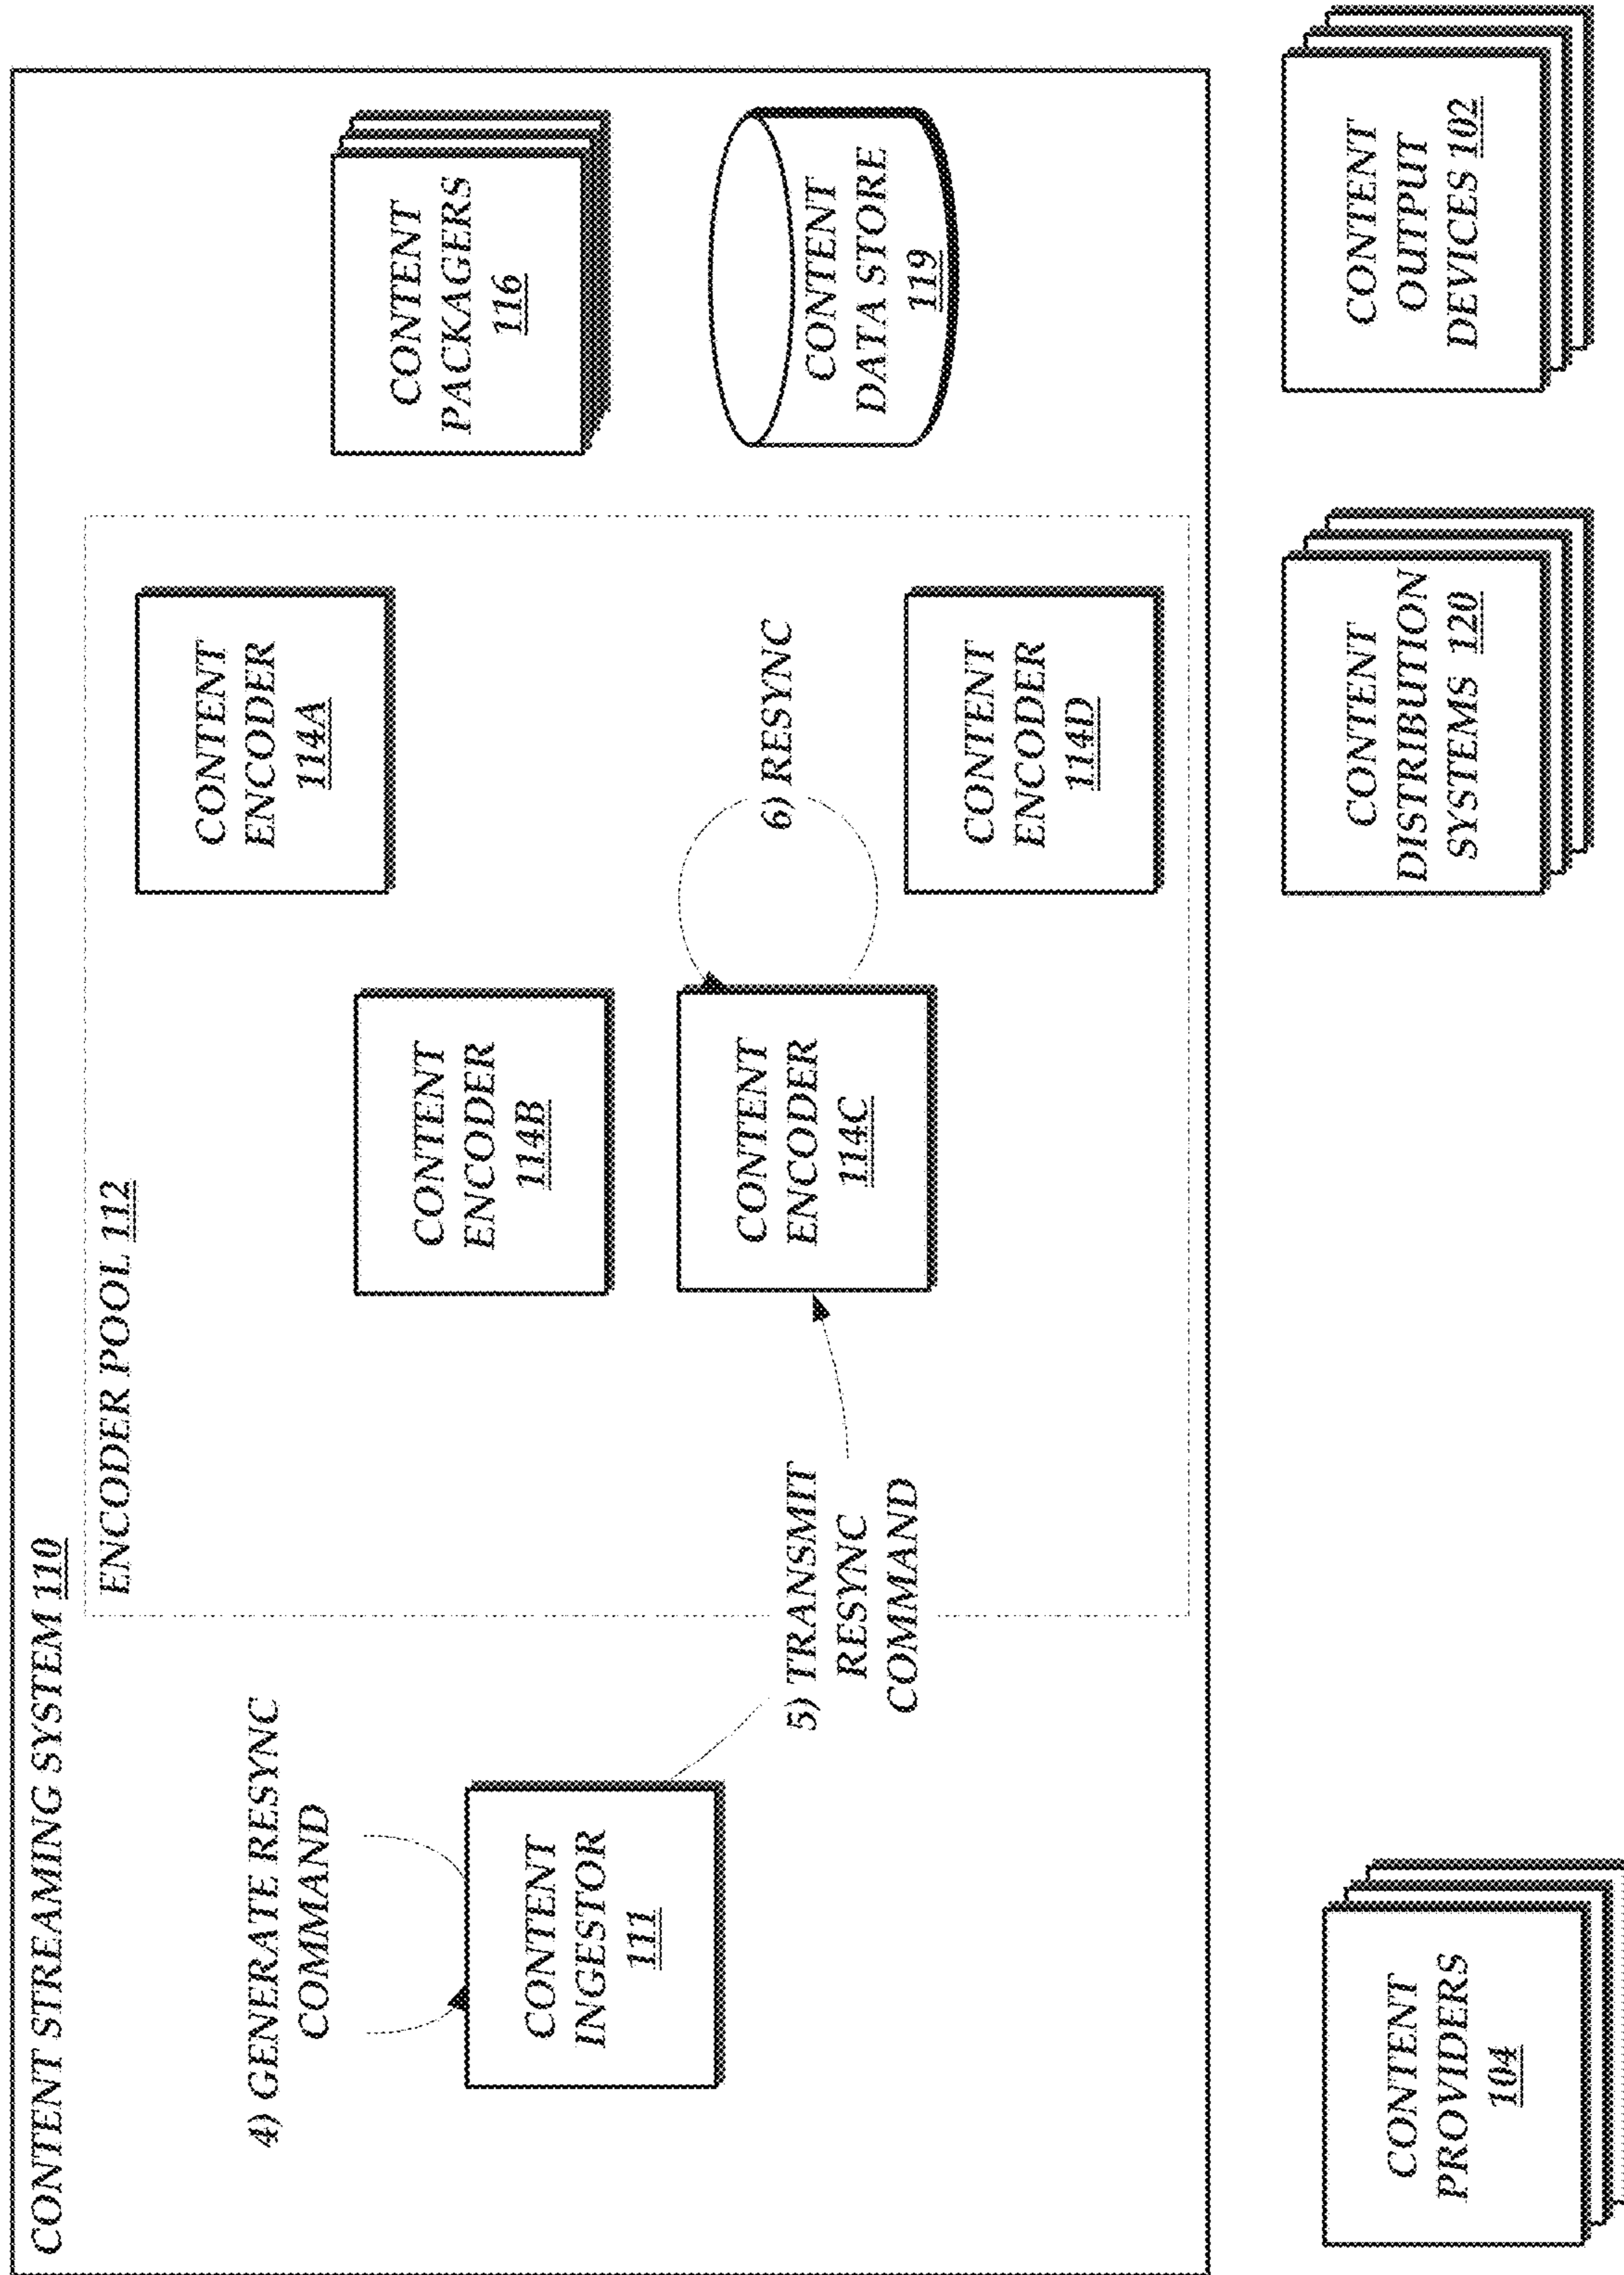 CONTENT STREAMING SYSTEM 110
ENCODER POOL 112
4) GENERATE RESYNC
COMMAND
CONTENT
INGESTOR
111
5) TRANSMIT
RESYNC
COMMAND
CONTENT
ENCODER
114B
CONTENT
ENCODER
114C
6) RESYNC
CONTENT
ENCODER
114A
CONTENT
ENCODER
114D
CONTENT
PACKAGERS
116
CONTENT
DATA STORE
119
CONTENT
PROVIDERS
104
CONTENT
DISTRIBUTION
SYSTEMS 120
CONTENT
OUTPUT
DEVICES 102